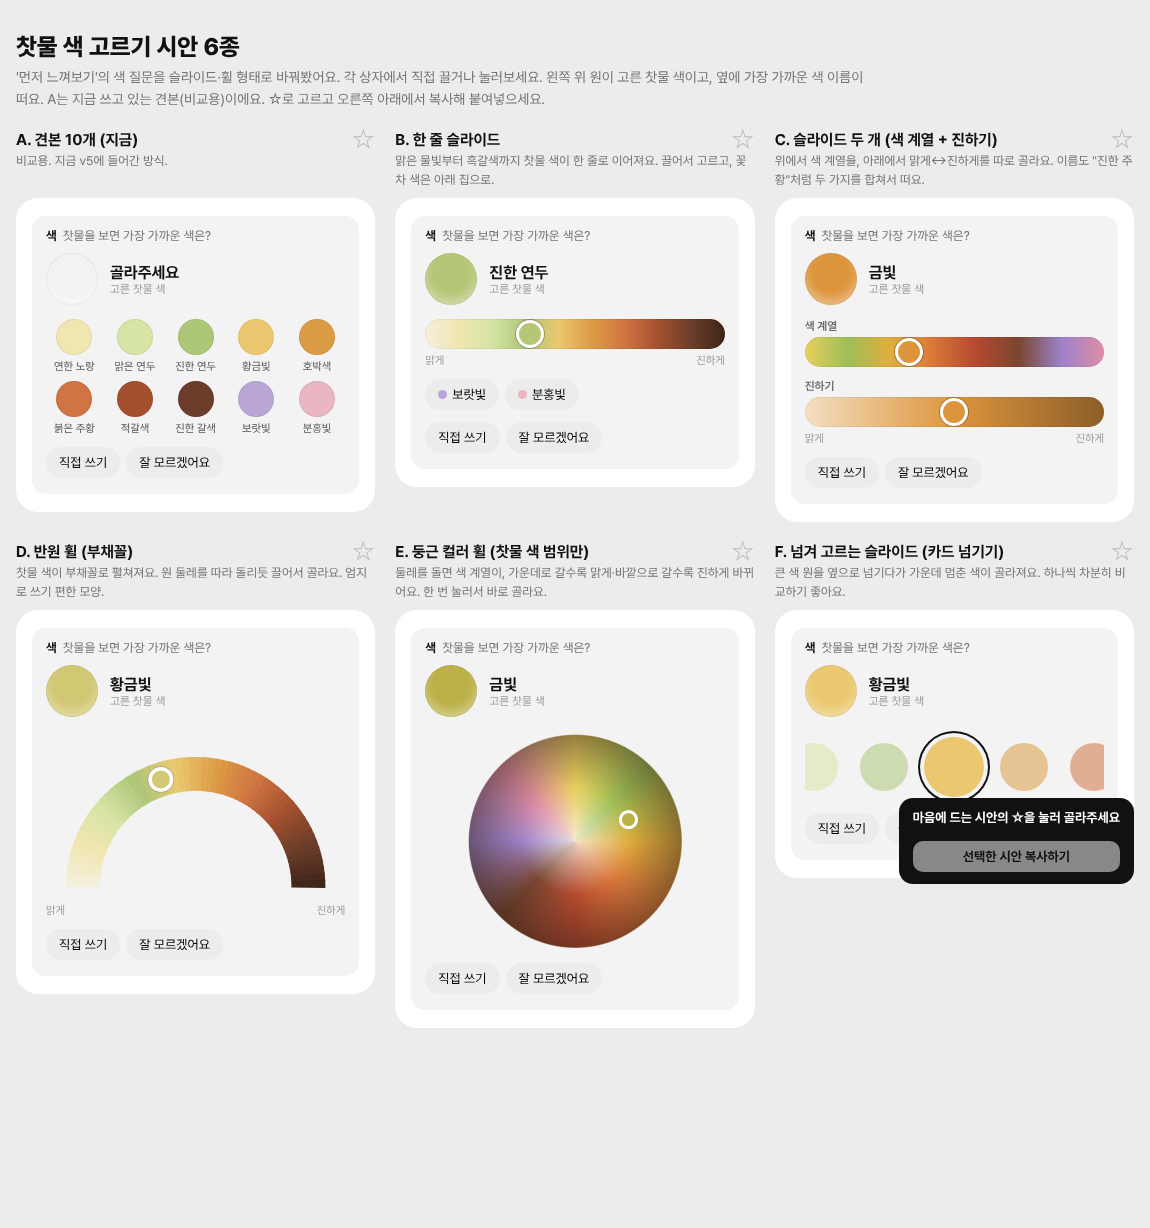 찻물 색 고르기 시안 6종
'먼저 느껴보기'의 색 질문을 슬라이드·휠 형태로 바꿔봤어요. 각 상자에서 직접 끌거나 눌러보세요. 왼쪽 위 원이 고른 찻물 색이고, 옆에 가장 가까운 색 이름이
떠요. A는 지금 쓰고 있는 견본(비교용)이에요. ☆로 고르고 오른쪽 아래에서 복사해 붙여넣으세요.
A. 견본 10개 (지금) ☆
비교용. 지금 v5에 들어간 방식.
색 찻물을 보면 가장 가까운 색은?
골라주세요
고른 찻물 색
연한 노랑 맑은 연두 진한 연두 황금빛 호박색
붉은 주황 적갈색 진한 갈색 보랏빛 분홍빛
직접 쓰기 잘 모르겠어요
B. 한 줄 슬라이드 ☆
맑은 물빛부터 흑갈색까지 찻물 색이 한 줄로 이어져요. 끌어서 고르고, 꽃
차 색은 아래 칩으로.
색 찻물을 보면 가장 가까운 색은?
진한 연두
고른 찻물 색
맑게 진하게
보랏빛 분홍빛
직접 쓰기 잘 모르겠어요
C. 슬라이드 두 개 (색 계열 + 진하기) ☆
위에서 색 계열을, 아래에서 맑게↔진하게를 따로 골라요. 이름도 "진한 주
황"처럼 두 가지를 합쳐서 떠요.
색 찻물을 보면 가장 가까운 색은?
금빛
고른 찻물 색
색 계열
진하기
맑게 진하게
직접 쓰기 잘 모르겠어요
D. 반원 휠 (부채꼴) ☆
찻물 색이 부채꼴로 펼쳐져요. 원 둘레를 따라 돌리듯 끌어서 골라요. 엄지
로 쓰기 편한 모양.
색 찻물을 보면 가장 가까운 색은?
황금빛
고른 찻물 색
맑게 진하게
직접 쓰기 잘 모르겠어요
E. 둥근 컬러 휠 (찻물 색 범위만) ☆
둘레를 돌면 색 계열이, 가운데로 갈수록 맑게·바깥으로 갈수록 진하게 바뀌
어요. 한 번 눌러서 바로 골라요.
색 찻물을 보면 가장 가까운 색은?
금빛
고른 찻물 색
직접 쓰기 잘 모르겠어요
F. 넘겨 고르는 슬라이드 (카드 넘기기) ☆
큰 색 원을 옆으로 넘기다가 가운데 멈춘 색이 골라져요. 하나씩 차분히 비
교하기 좋아요.
색 찻물을 보면 가장 가까운 색은?
황금빛
고른 찻물 색
직접 쓰기
마음에 드는 시안의 ☆을 눌러 골라주세요
선택한 시안 복사하기